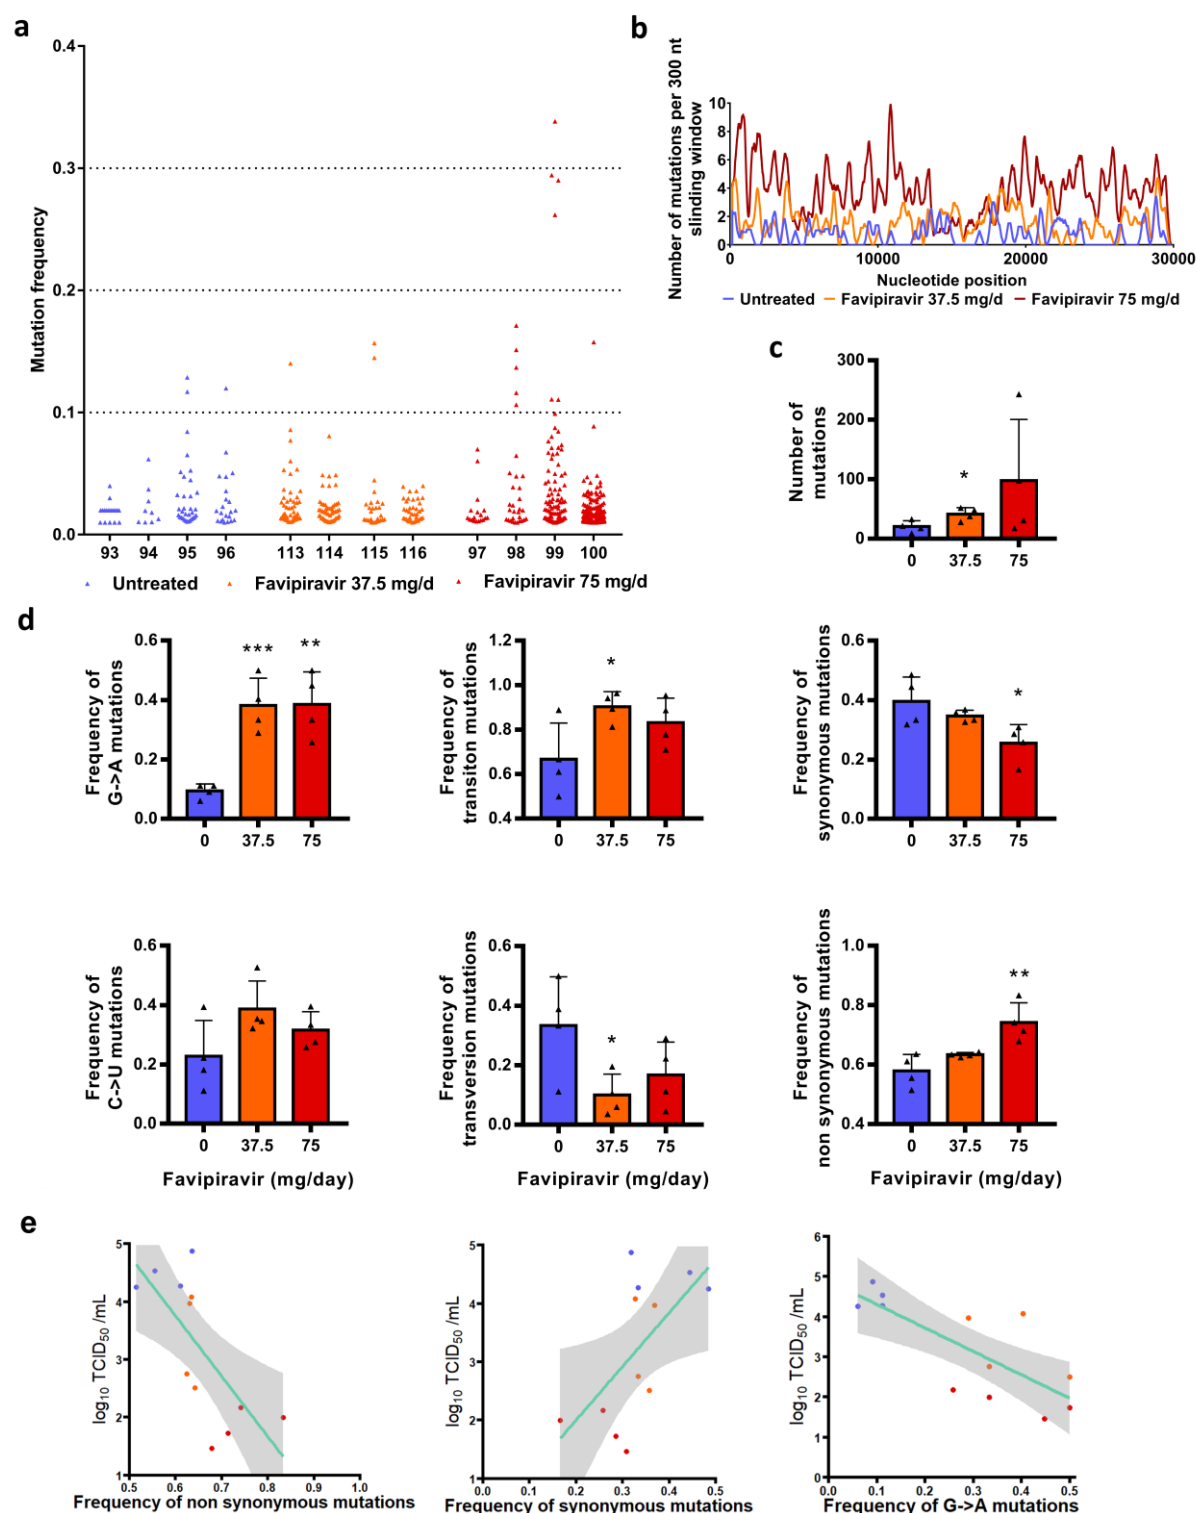 a
Mutation frequency
0.4
0.3
0.2
0.1
0.0
93 94 95 96 113 114 115 116 97 98 99 100
Untreated Favipiravir 37.5 mg/d Favipiravir 75 mg/d
b
Number of mutations per 300 nt
slinding window
10
8
6
4
2
0
0 10000 20000 30000
Nucleotide position
Untreated Favipiravir 37.5 mg/d Favipiravir 75 mg/d
c
Number of
mutations
300
200
100
0
*
0 37.5 75
d
Frequency of
G->A mutations
0.6
0.4
0.2
0.0
*** **
0 37.5 75
Frequency of
transiton mutations
1.2
1.0
0.8
0.6
0.4
*
0 37.5 75
Frequency of
synonymous mutations
0.6
0.4
0.2
0.0
*
0 37.5 75
Frequency of
C->U mutations
0.6
0.4
0.2
0.0
0 37.5 75
Favipiravir (mg/day)
Frequency of
transversion mutations
0.6
0.4
0.2
0.0
*
0 37.5 75
Favipiravir (mg/day)
Frequency of
non synonymous mutations
1.0
0.8
0.6
0.4
**
0 37.5 75
Favipiravir (mg/day)
e
log10 TCID50 /mL
5
4
3
2
1
0.5 0.6 0.7 0.8 0.9 1.0
Frequency of non synonymous mutations
log10 TCID50 /mL
5
4
3
2
1
0.0 0.1 0.2 0.3 0.4 0.5
Frequency of synonymous mutations
log10 TCID50 /mL
6
5
4
3
2
1
0
0.0 0.1 0.2 0.3 0.4 0.5
Frequency of G->A mutations